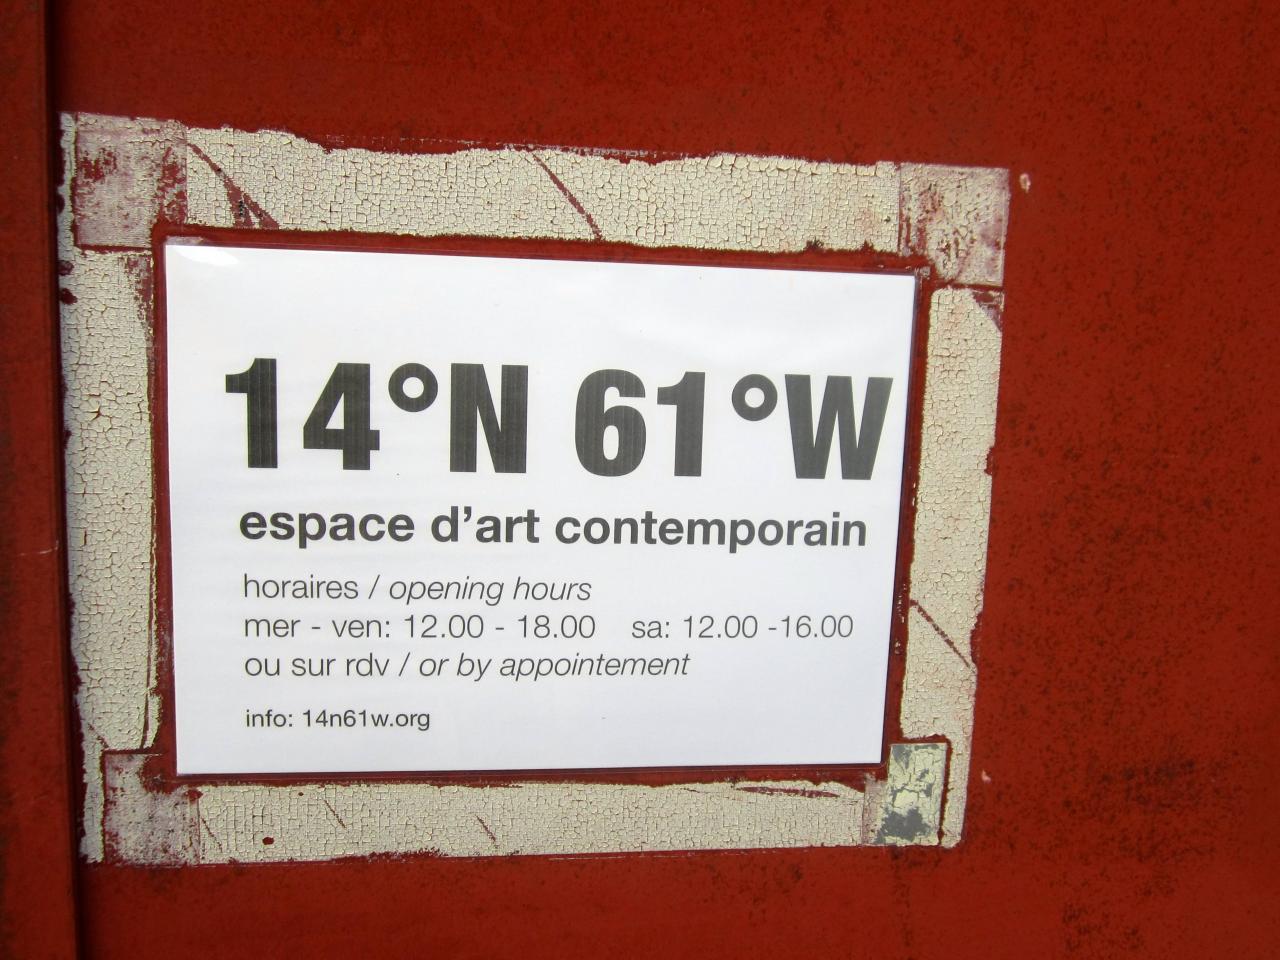 14°N 61°W
espace d'art contemporain
horaires / opening hours
mer - ven: 12.00 - 18.00 sa: 12.00 -16.00
ou sur rdv / or by appointement
info: 14n61w.org